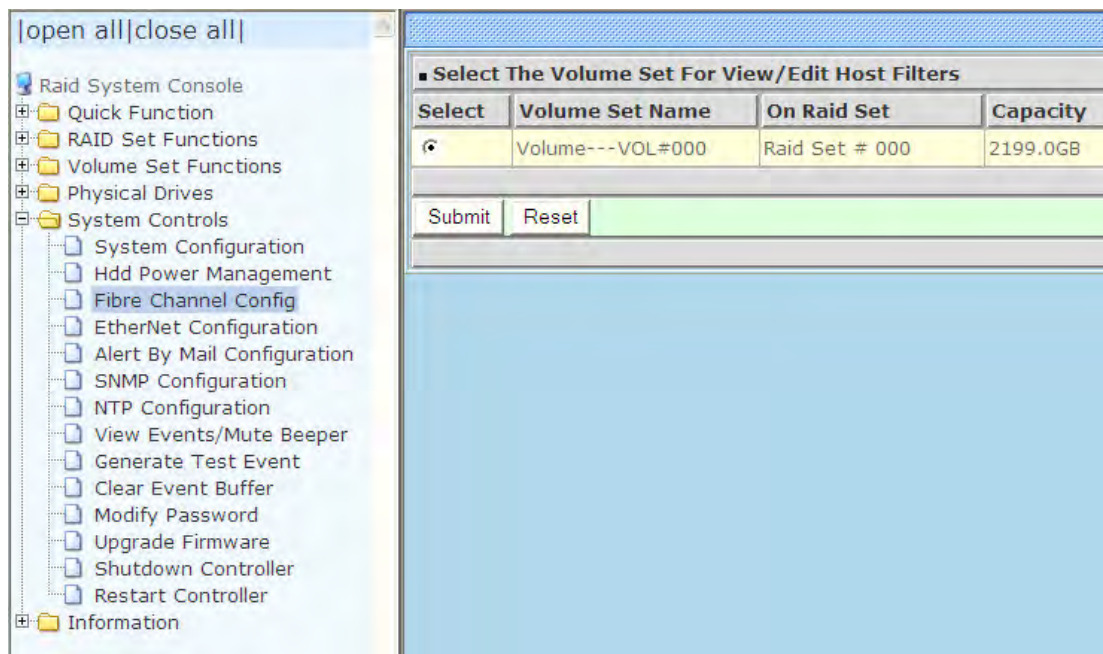 |open all|close all|
Raid System Console
Quick Function
RAID Set Functions
Volume Set Functions
Physical Drives
System Controls
System Configuration
Hdd Power Management
Fibre Channel Config
EtherNet Configuration
Alert By Mail Configuration
SNMP Configuration
NTP Configuration
View Events/Mute Beeper
Generate Test Event
Clear Event Buffer
Modify Password
Upgrade Firmware
Shutdown Controller
Restart Controller
Information
Select The Volume Set For View/Edit Host Filters
Select Volume Set Name On Raid Set Capacity
Volume---VOL#000 Raid Set # 000 2199.0GB
Submit Reset